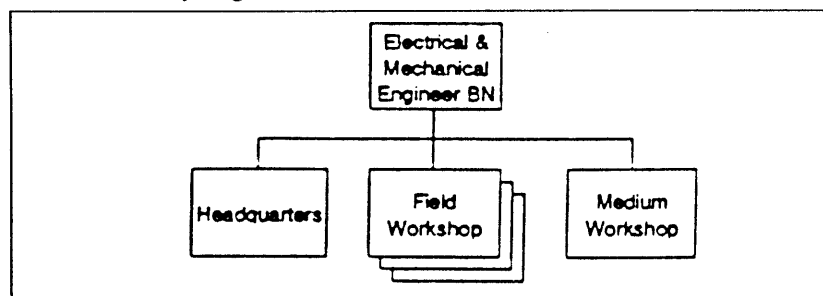 Electrical &
Mechanical
Engineer BN
Headquarters
Field
Workshop
Medium
Workshop